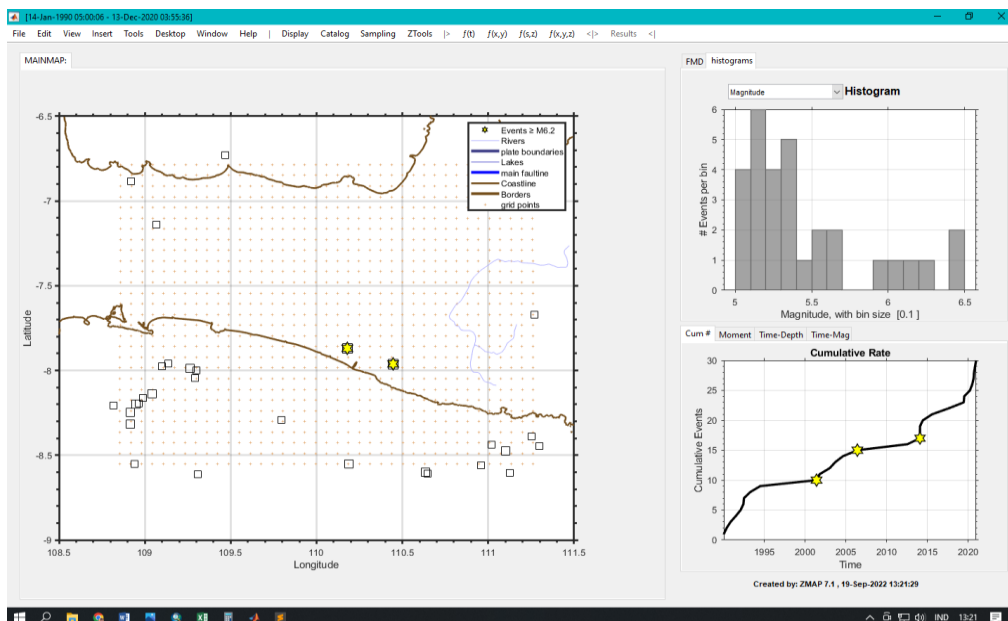 [14-Jan-1990 05:00:06 - 13-Dec-2020 03:55:36]
File Edit View Insert Tools Desktop Window Help | Display Catalog Sampling ZTools |> ƒ(t) ƒ(x,y) ƒ(s,z) ƒ(x,y,z) <|> Results <|
MAINMAP:
-6.5
-7
-7.5
-8
-8.5
-9
Latitude
108.5 109 109.5 110 110.5 111 111.5
Longitude
Events ≥ M6.2
Rivers
plate boundaries
Lakes
main faultine
Coastline
Borders
grid points
FMD histograms
Magnitude
Histogram
6
5
4
3
2
1
0
# Events per bin
5 5.5 6 6.5
Magnitude, with bin size [0.1 ]
Cum # Moment Time-Depth Time-Mag
Cumulative Rate
30
25
20
15
10
5
0
Cumulative Events
1995 2000 2005 2010 2015 2020
Time
Created by: ZMAP 7.1 , 19-Sep-2022 13:21:29
IND 13:21